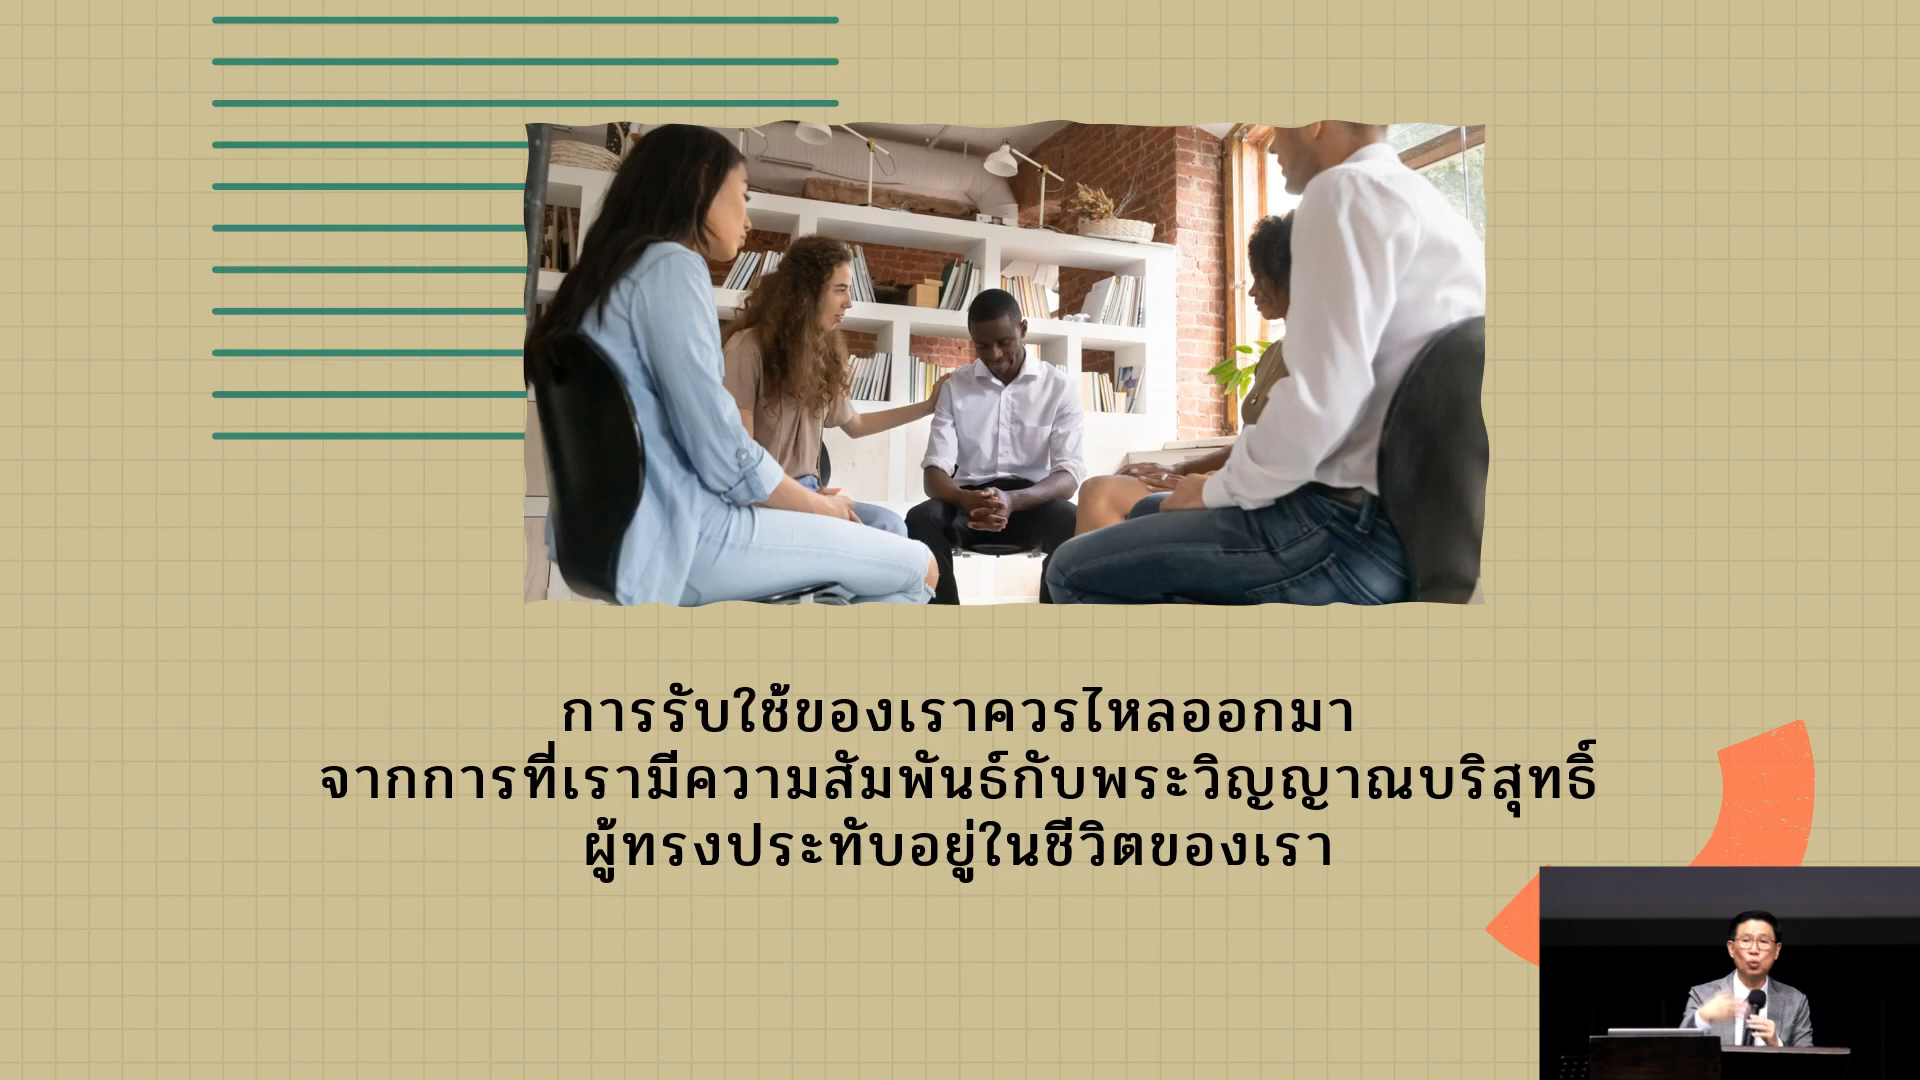 การรับใช้ของเราควรไหลออกมา
จากการที่เรามีความสัมพันธ์กับพระวิญญาณบริสุทธิ์
ผู้ทรงประทับอยู่ในชีวิตของเรา